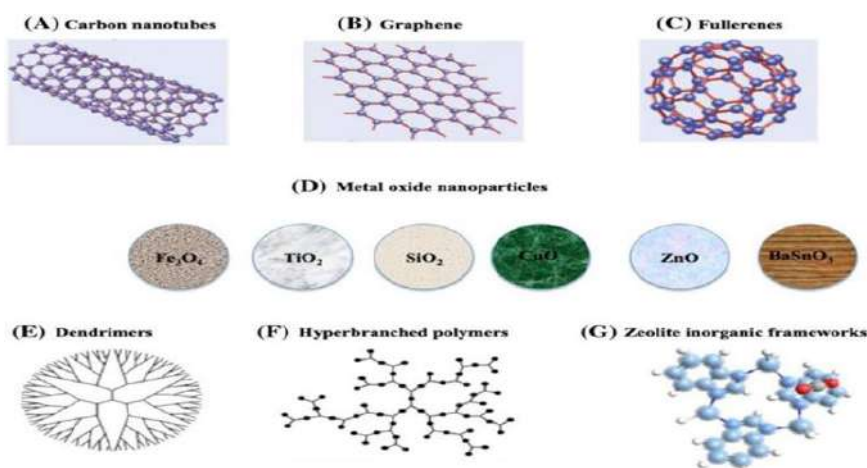 (A) Carbon nanotubes
(B) Graphene
(C) Fullerenes
(D) Metal oxide nanoparticles
Fe₃O₄
TiO₂
SiO₂
CuO
ZnO
BaSnO₃
(E) Dendrimers
(F) Hyperbranched polymers
(G) Zeolite inorganic frameworks